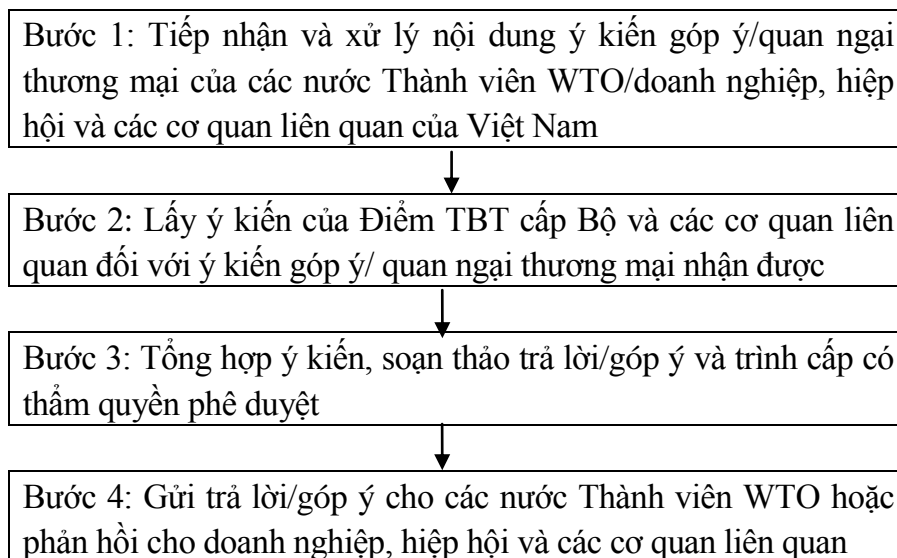 Bước 1: Tiếp nhận và xử lý nội dung ý kiến góp ý/quan ngại
thương mại của các nước Thành viên WTO/doanh nghiệp, hiệp
hội và các cơ quan liên quan của Việt Nam
Bước 2: Lấy ý kiến của Điểm TBT cấp Bộ và các cơ quan liên
quan đối với ý kiến góp ý/ quan ngại thương mại nhận được
Bước 3: Tổng hợp ý kiến, soạn thảo trả lời/góp ý và trình cấp có
thẩm quyền phê duyệt
Bước 4: Gửi trả lời/góp ý cho các nước Thành viên WTO hoặc
phản hồi cho doanh nghiệp, hiệp hội và các cơ quan liên quan